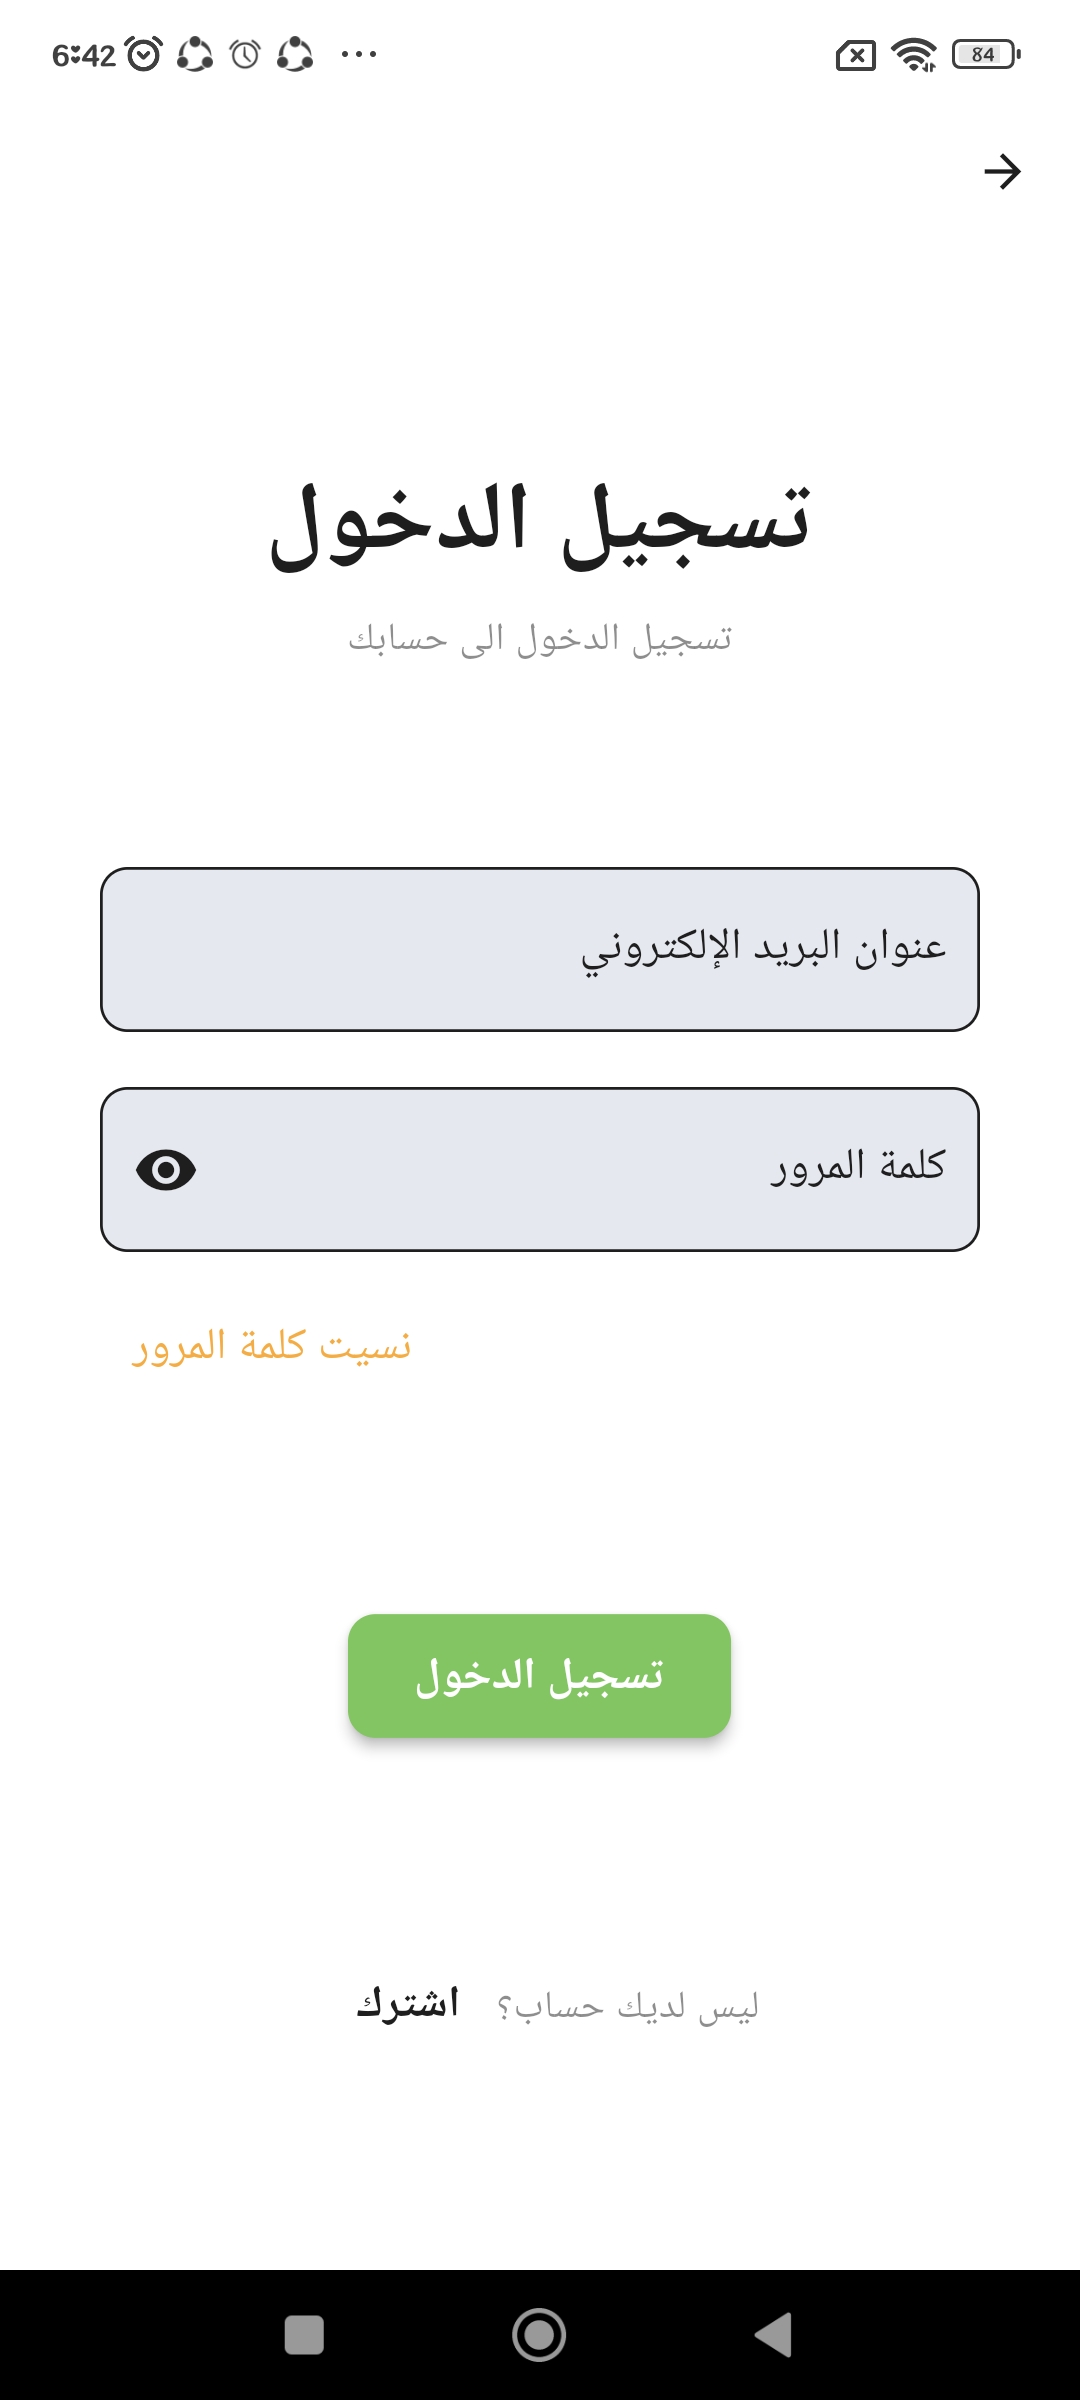 6:42
84
تسجيل الدخول
تسجيل الدخول الى حسابك
عنوان البريد الإلكتروني
كلمة المرور
نسيت كلمة المرور
تسجيل الدخول
ليس لديك حساب؟ اشترك